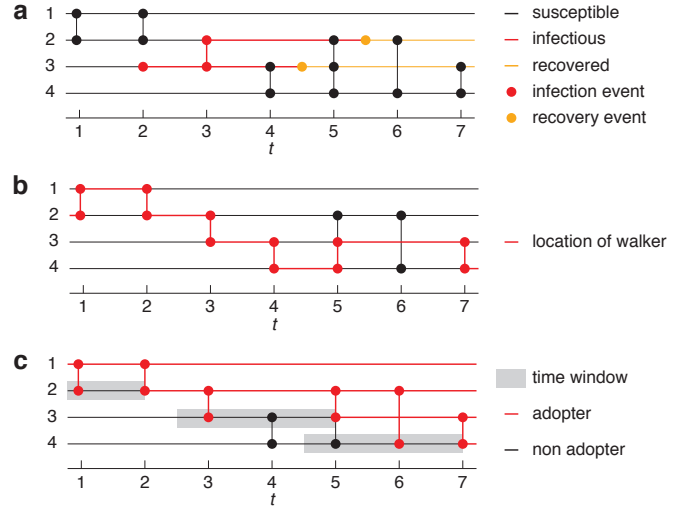 a
1
2
3
4
1 2 3 4 5 6 7
t
susceptible
infectious
recovered
infection event
recovery event
b
1
2
3
4
1 2 3 4 5 6 7
t
location of walker
c
1
2
3
4
1 2 3 4 5 6 7
t
time window
adopter
non adopter